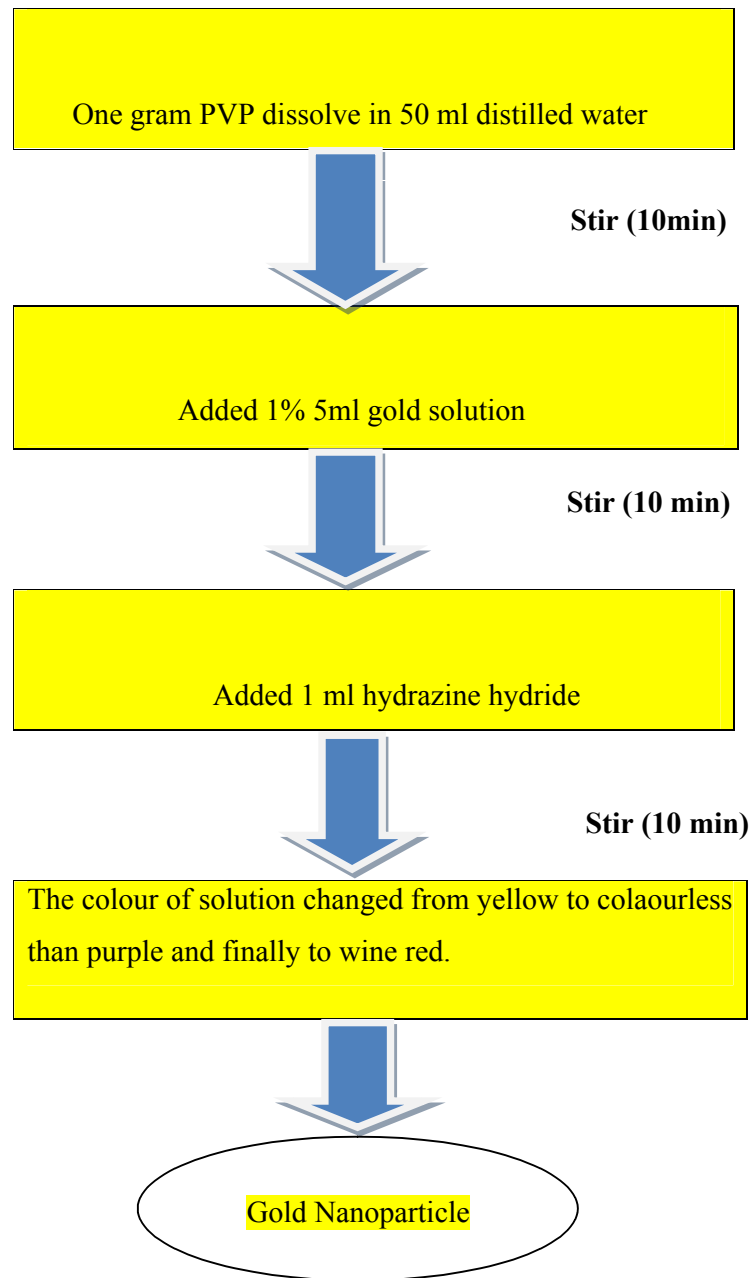 One gram PVP dissolve in 50 ml distilled water
Stir (10min)
Added 1% 5ml gold solution
Stir (10 min)
Added 1 ml hydrazine hydride
Stir (10 min)
The colour of solution changed from yellow to colaourless
than purple and finally to wine red.
Gold Nanoparticle